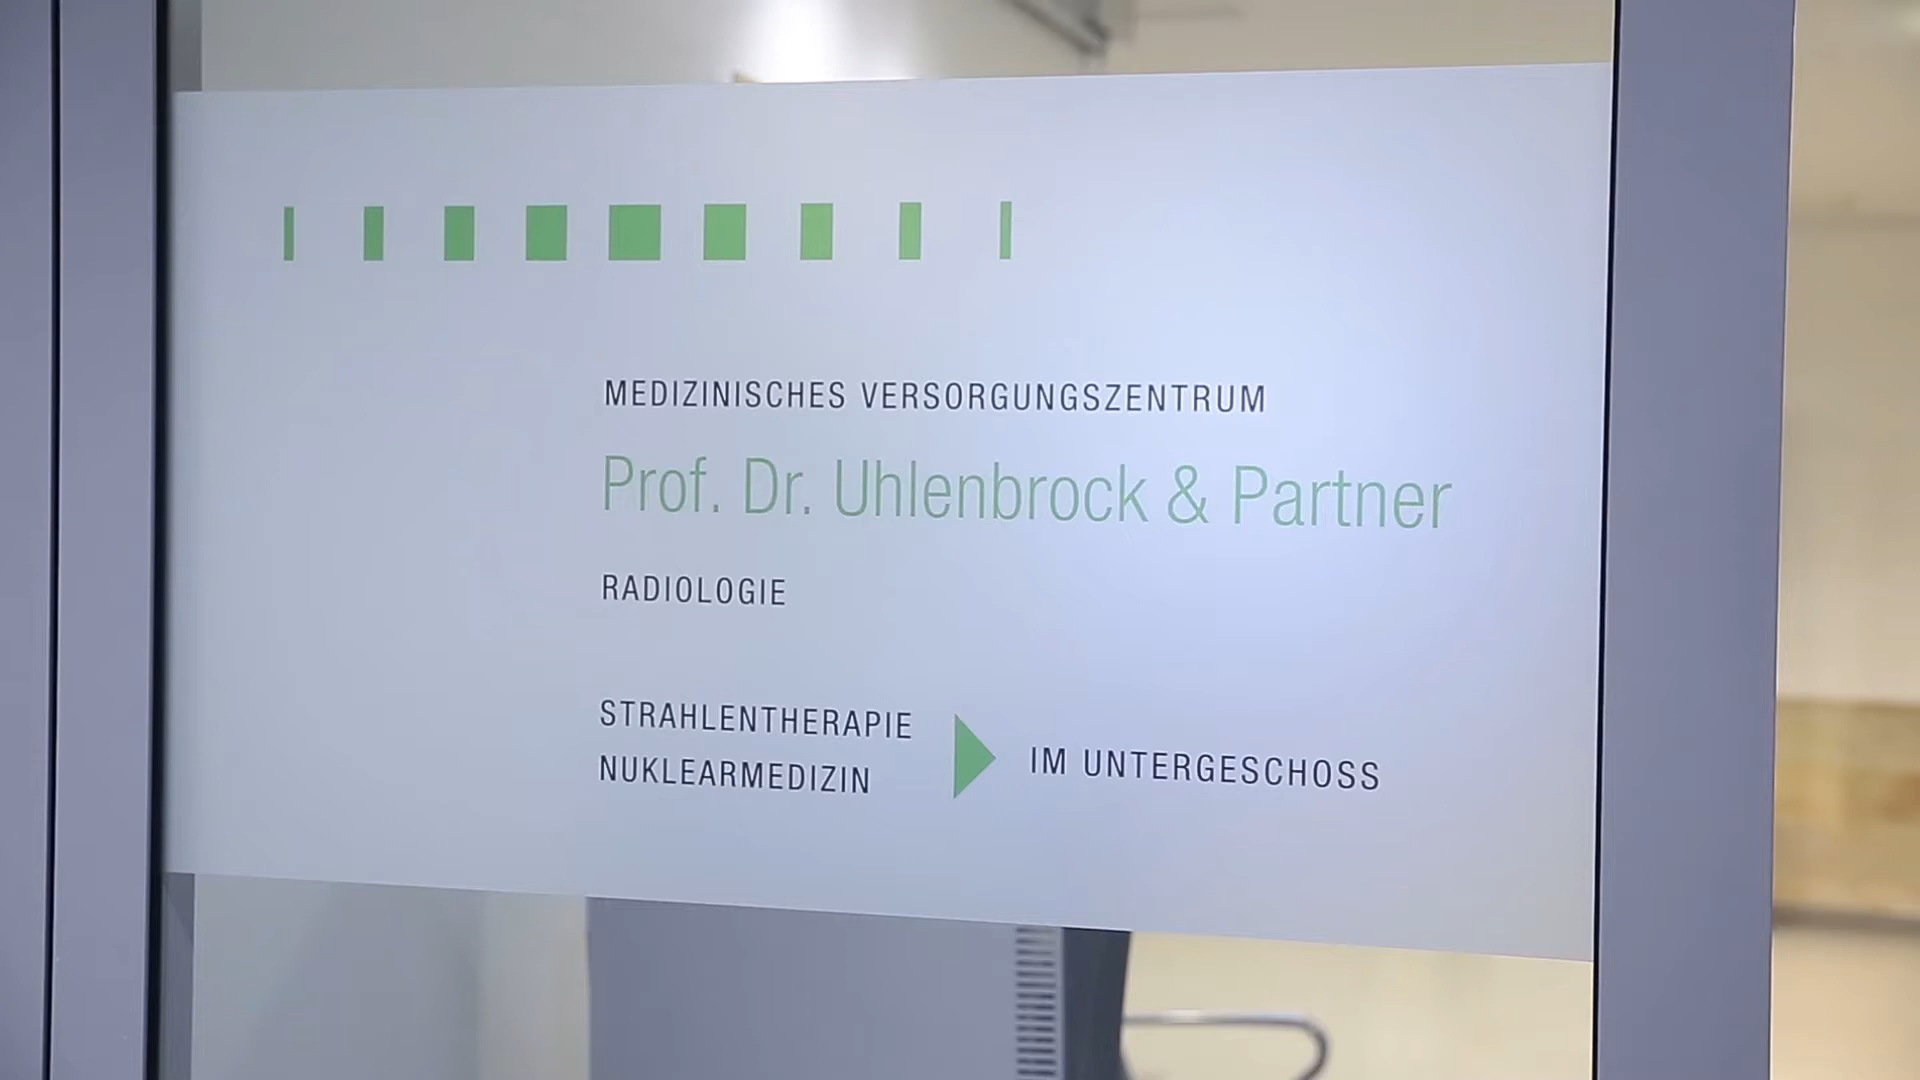 MEDIZINISCHES VERSORGUNGSZENTRUM
Prof. Dr. Uhlenbrock & Partner
RADIOLOGIE
STRAHLENTHERAPIE
NUKLEARMEDIZIN
IM UNTERGESCHOSS